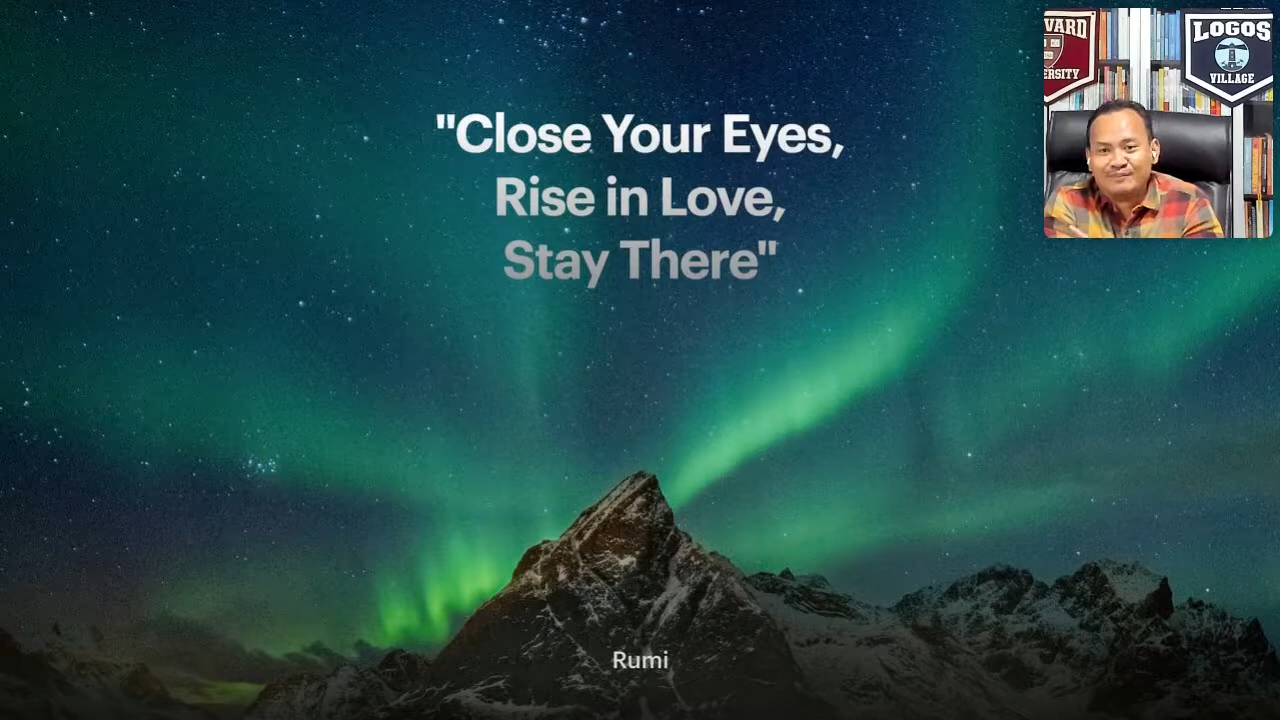 "Close Your Eyes,
Rise in Love,
Stay There"
Rumi
VARD
ERSITY
LOGOS
VILLAGE